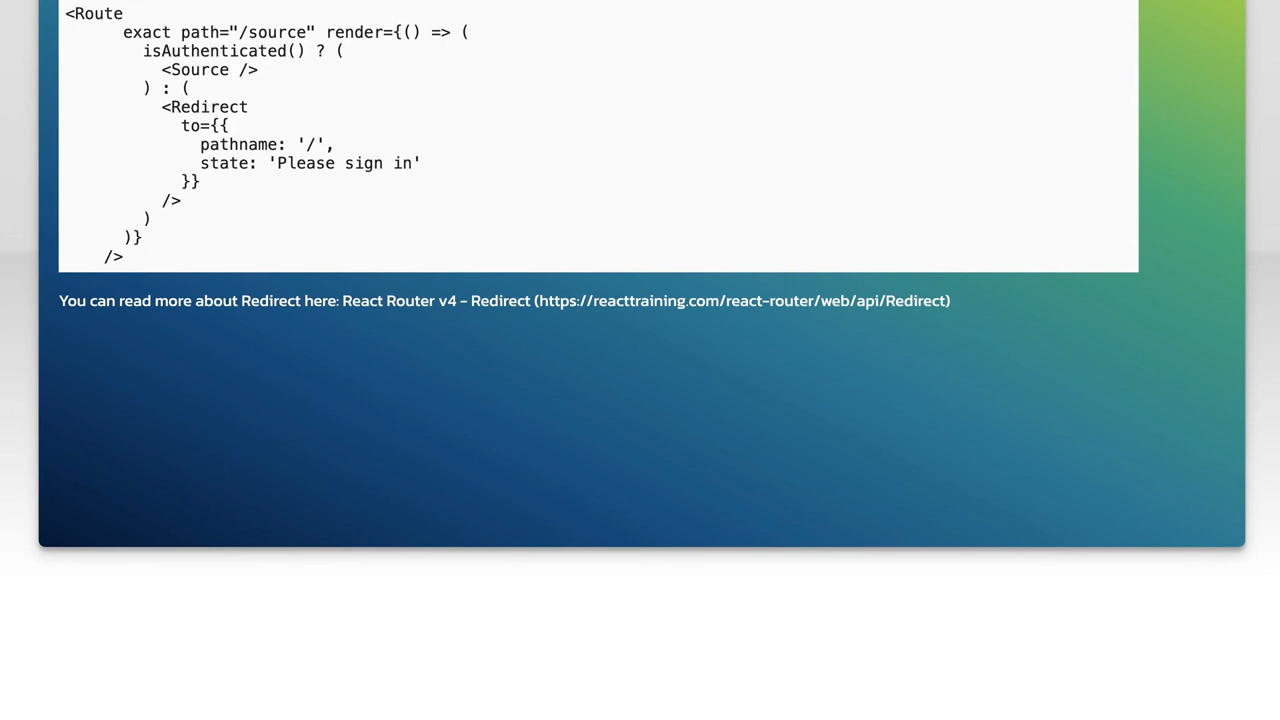 <Route
      exact path="/source" render={() => (
        isAuthenticated() ? (
          <Source />
        ) : (
          <Redirect
            to={{
              pathname: '/',
              state: 'Please sign in'
            }}
          />
        )
      )}
    />
You can read more about Redirect here: React Router v4 - Redirect (https://reacttraining.com/react-router/web/api/Redirect)